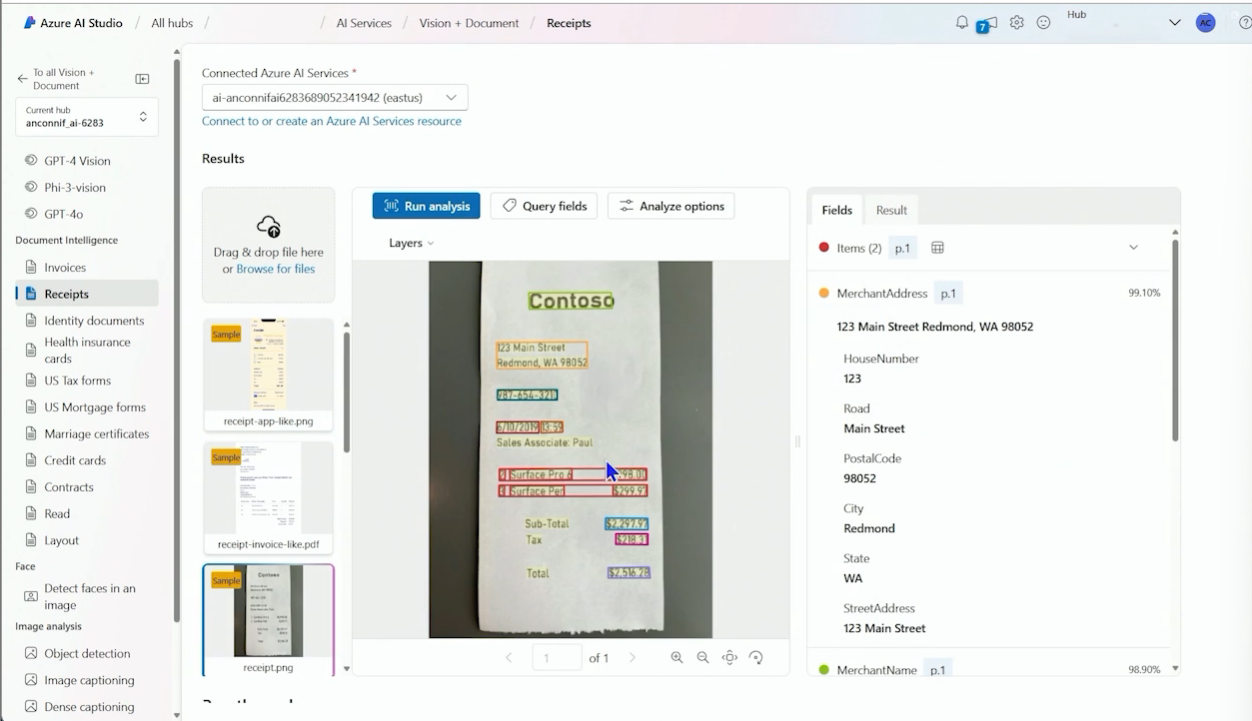 Azure AI Studio / All hubs / / AI Services / Vision + Document / Receipts
7
Hub
AC
To all Vision +
Document
Current hub
anconnif_ai-6283
GPT-4 Vision
Phi-3-vision
GPT-4o
Document Intelligence
Invoices
Receipts
Identity documents
Health insurance
cards
US Tax forms
US Mortgage forms
Marriage certificates
Credit cards
Contracts
Read
Layout
Face
Detect faces in an
image
Image analysis
Object detection
Image captioning
Dense captioning
Connected Azure AI Services *
ai-anconnifai6283689052341942 (eastus)
Connect to or create an Azure AI Services resource
Results
Drag & drop file here
or Browse for files
Sample
receipt-app-like.png
Sample
receipt-invoice-like.pdf
Sample
Contoso
receipt.png
Run analysis
Query fields
Analyze options
Layers
Contoso
123 Main Street
Redmond, WA 98052
987-654-3210
6/10/2019 13:59
Sales Associate: Paul
Surface Pro 6
Surface Pen $299.97
Sub-Total $2,297.97
Tax
Total $2,516.28
1 of 1
Fields
Result
Items (2) p.1
MerchantAddress p.1 99.10%
123 Main Street Redmond, WA 98052
HouseNumber
123
Road
Main Street
PostalCode
98052
City
Redmond
State
WA
StreetAddress
123 Main Street
MerchantName p.1 98.90%